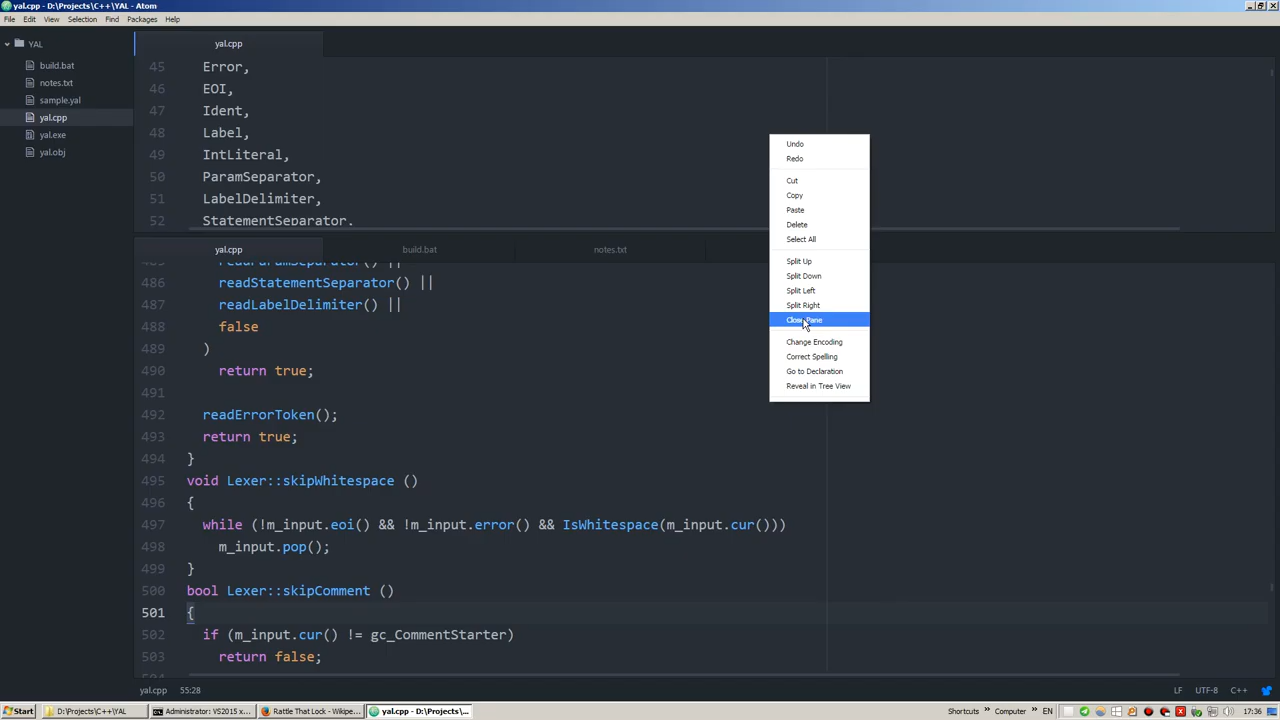 yal.cpp - D:\Projects\C++\YAL - Atom
File Edit View Selection Find Packages Help
YAL
build.bat
notes.txt
sample.yal
yal.cpp
yal.exe
yal.obj
yal.cpp
45 Error,
46 EOI,
47 Ident,
48 Label,
49 IntLiteral,
50 ParamSeparator,
51 LabelDelimiter,
52 StatementSeparator,
yal.cpp build.bat notes.txt
485 readParamSeparator() ||
486 readStatementSeparator() ||
487 readLabelDelimiter() ||
488 false
489 )
490 return true;
491
492 readErrorToken();
493 return true;
494 }
495 void Lexer::skipWhitespace ()
496 {
497 while (!m_input.eoi() && !m_input.error() && IsWhitespace(m_input.cur()))
498 m_input.pop();
499 }
500 bool Lexer::skipComment ()
501 {
502 if (m_input.cur() != gc_CommentStarter)
503 return false;
Undo
Redo
Cut
Copy
Paste
Delete
Select All
Split Up
Split Down
Split Left
Split Right
Close Pane
Change Encoding
Correct Spelling
Go to Declaration
Reveal in Tree View
yal.cpp 55:28 LF UTF-8 C++
Start D:\Projects\C++\YAL Administrator: VS2015 x... Rattle That Lock - Wikipe... yal.cpp - D:\Projects\... Shortcuts » Computer » EN 17:36